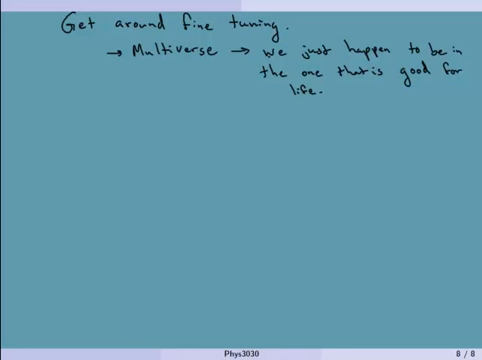 Get around fine tuning.
→ Multiverse → We just happen to be in
the one that is good for
life.
Phys3030
8 / 8